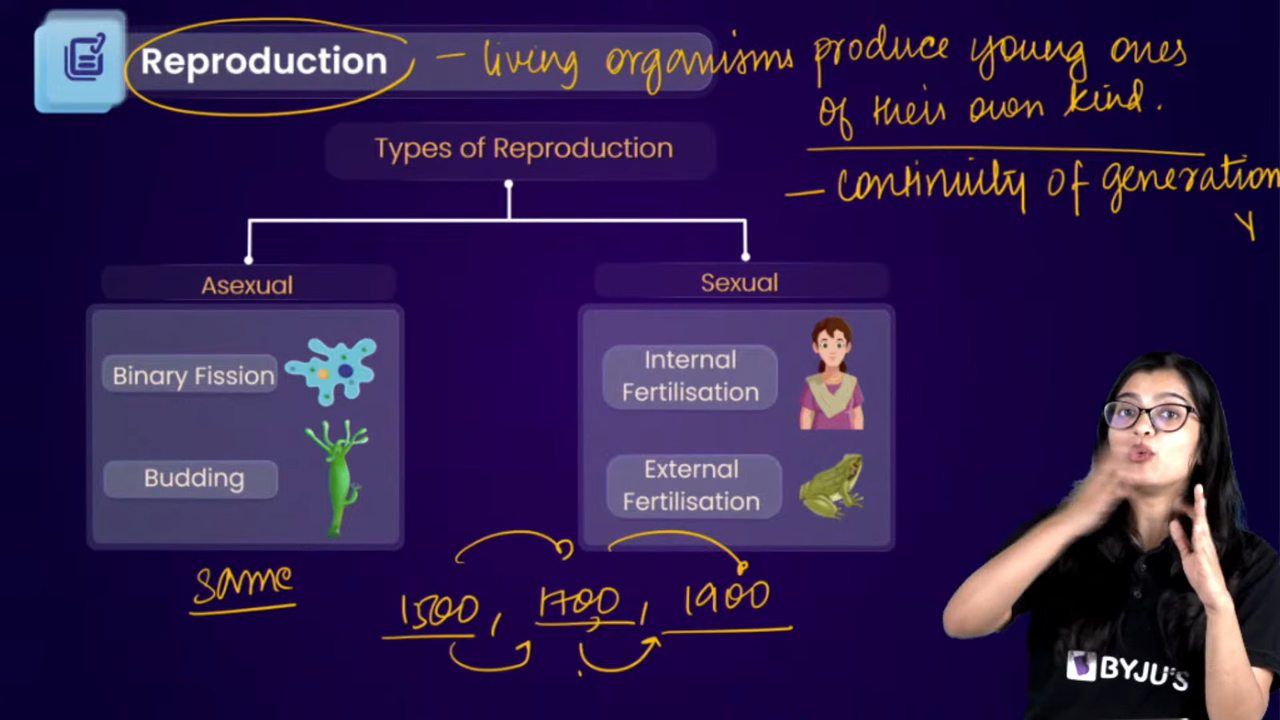 Reproduction - living organisms produce young ones
of their own kind.
Types of Reproduction
- continuity of generation
Asexual
Sexual
Binary Fission
Internal
Fertilisation
Budding
External
Fertilisation
same
1500, 1700, 1900
BYJU'S